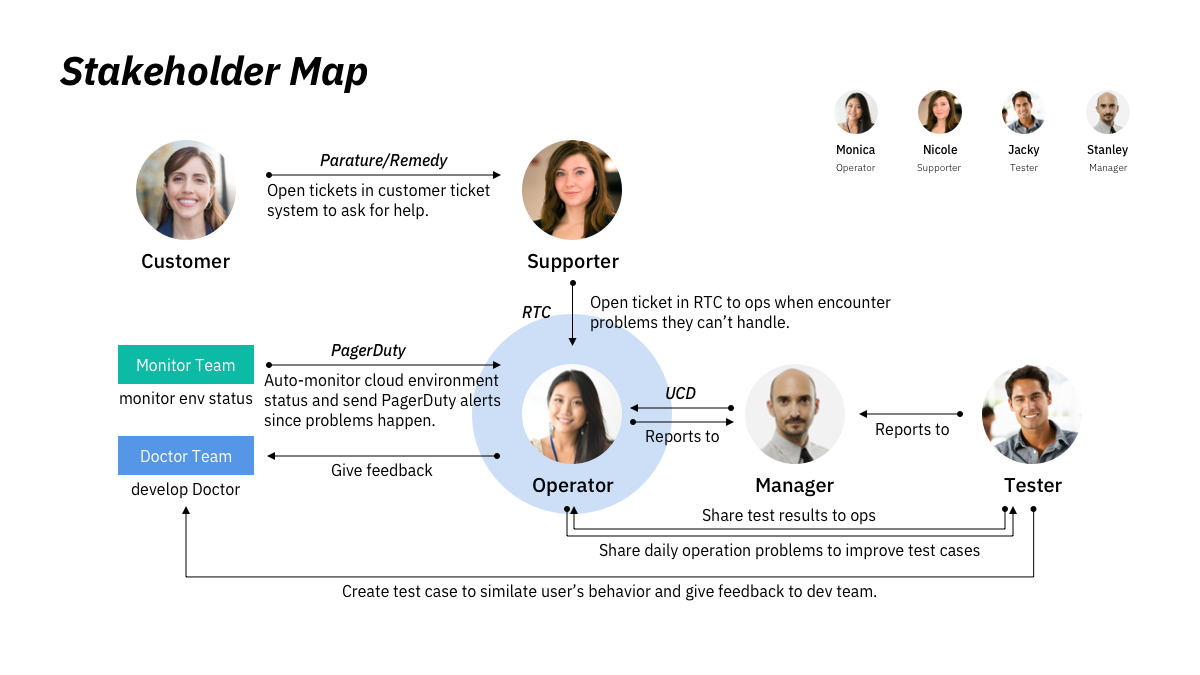 Stakeholder Map
Monica
Operator
Nicole
Supporter
Jacky
Tester
Stanley
Manager
Parature/Remedy
Open tickets in customer ticket
system to ask for help.
Customer
Supporter
RTC
Open ticket in RTC to ops when encounter
problems they can’t handle.
Monitor Team
monitor env status
PagerDuty
Auto-monitor cloud environment
status and send PagerDuty alerts
since problems happen.
UCD
Reports to
Reports to
Doctor Team
develop Doctor
Give feedback
Operator
Manager
Tester
Share test results to ops
Share daily operation problems to improve test cases
Create test case to similate user’s behavior and give feedback to dev team.